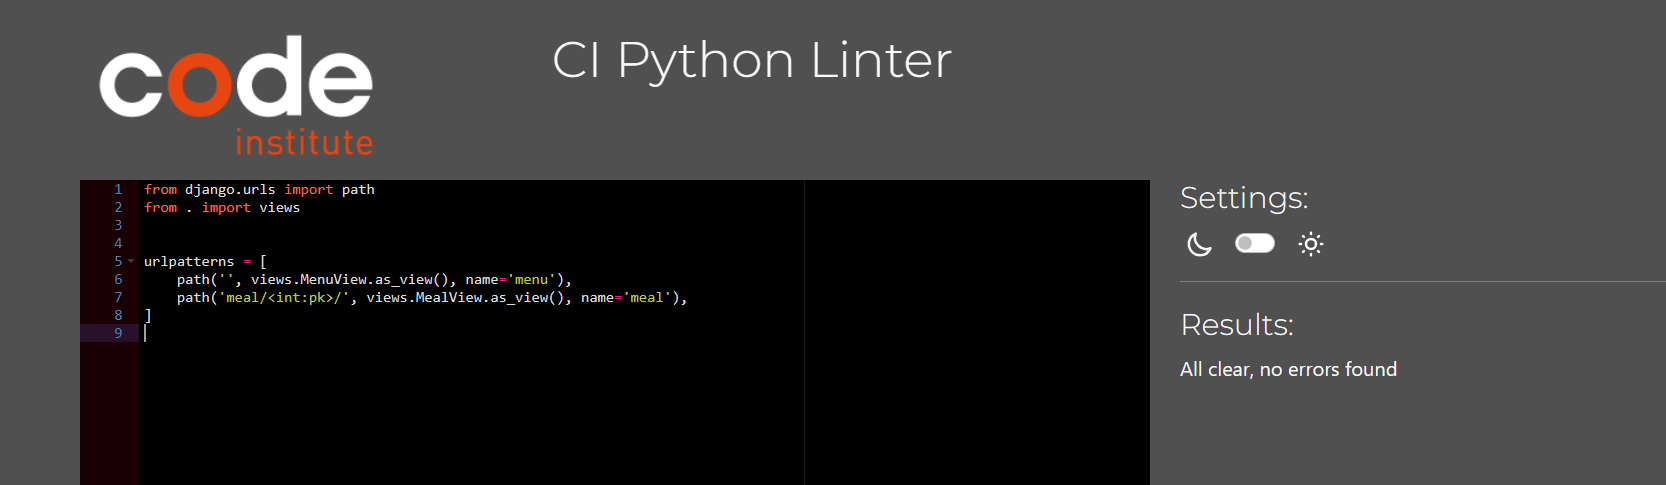 code
institute
CI Python Linter
1 from django.urls import path
2 from . import views
3
4
5 urlpatterns = [
6     path('', views.MenuView.as_view(), name='menu'),
7     path('meal/<int:pk>/', views.MealView.as_view(), name='meal'),
8 ]
9
Settings:
Results:
All clear, no errors found